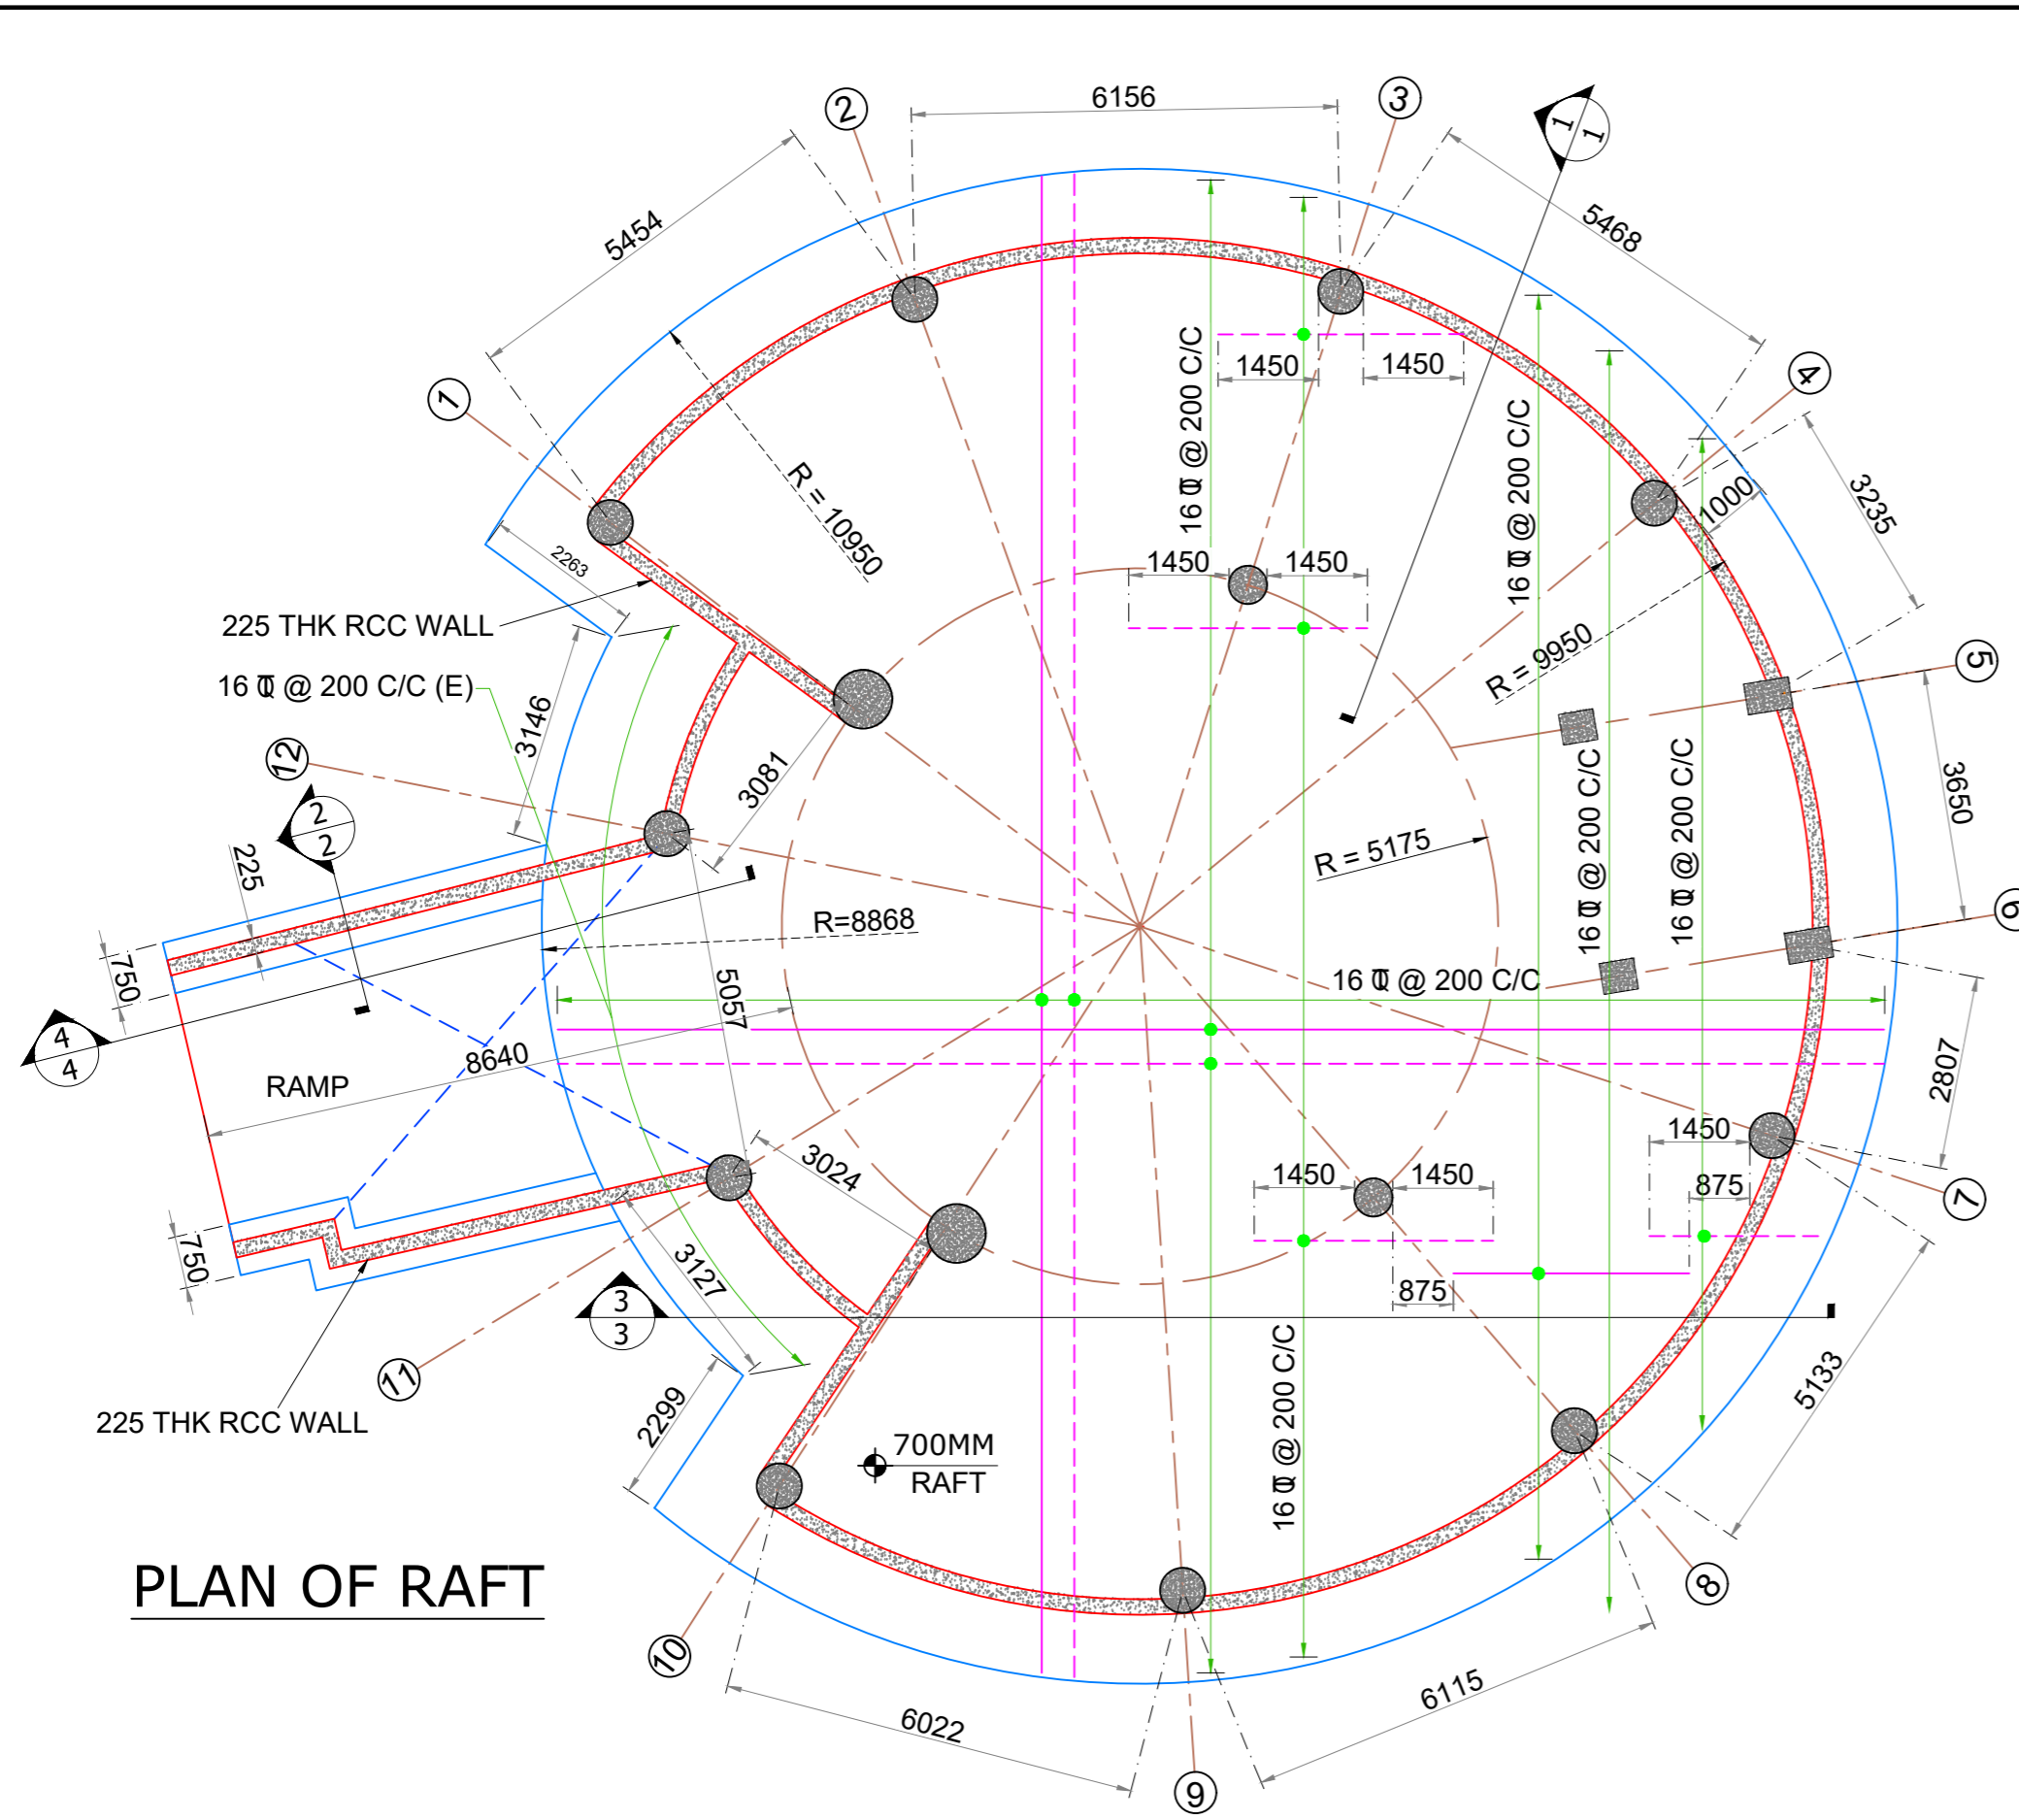 6156
2
3
1
1
5454
5468
1
4
R = 10950
16 @ 200 C/C
1450
1450
16 @ 200 C/C
3235
1000
2263
1450
1450
225 THK RCC WALL
R = 9950
5
16 @ 200 C/C (E)
3146
12
3081
3650
2
2
225
R = 5175
16 @ 200 C/C
16 @ 200 C/C
6
R=8868
750
5057
16 @ 200 C/C
4
4
8640
RAMP
2807
1450
3024
1450
1450
875
7
750
3127
875
3
3
11
2299
5133
225 THK RCC WALL
16 @ 200 C/C
700MM
RAFT
PLAN OF RAFT
8
10
6022
6115
9